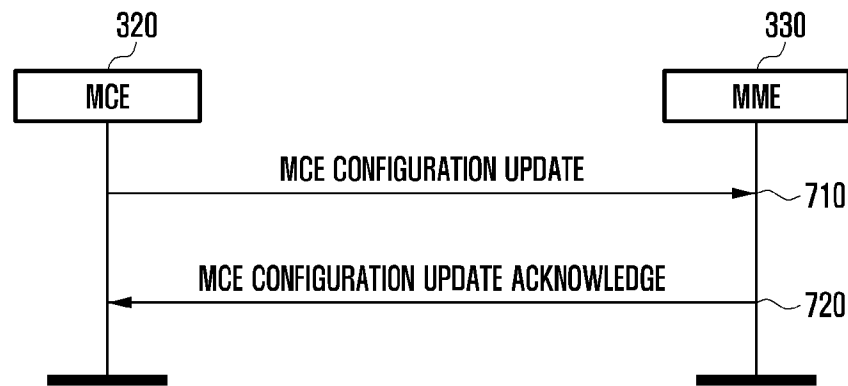 320
330
MCE
MME
MCE CONFIGURATION UPDATE
710
MCE CONFIGURATION UPDATE ACKNOWLEDGE
720